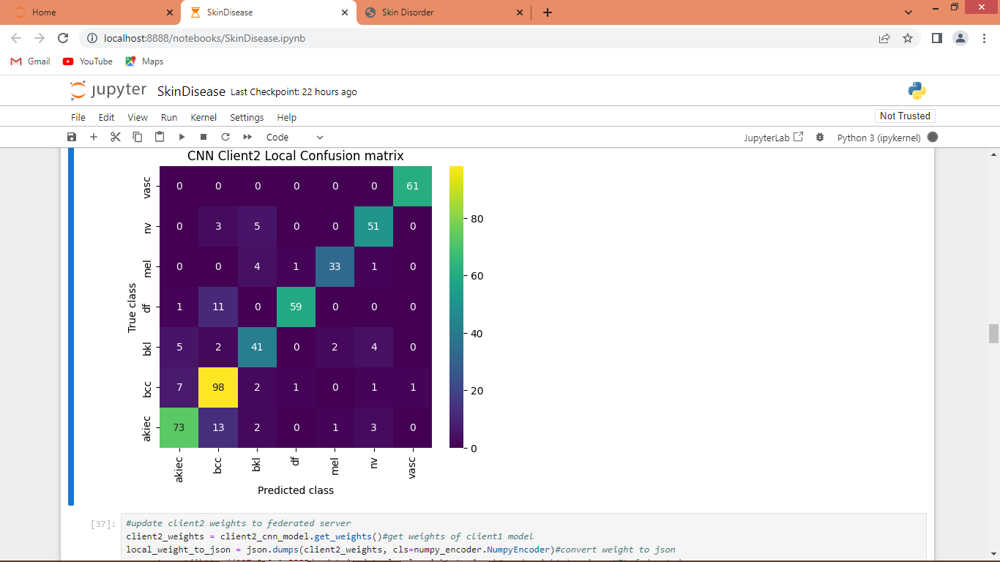 Home
SkinDisease
Skin Disorder
localhost:8888/notebooks/SkinDisease.ipynb
Gmail
YouTube
Maps
jupyter SkinDisease Last Checkpoint: 22 hours ago
File Edit View Run Kernel Settings Help
Not Trusted
Code
JupyterLab
Python 3 (ipykernel)
CNN Client2 Local Confusion matrix
vasc 0 0 0 0 0 0 61
nv 0 3 5 0 0 51 0
mel 0 0 4 1 33 1 0
df 1 11 0 59 0 0 0
bkl 5 2 41 0 2 4 0
bcc 7 98 2 1 0 1 1
akiec 73 13 2 0 1 3 0
True class
akiec bcc bkl df mel nv vasc
Predicted class
80
60
40
20
0
[37]:
#update client2 weights to federated server
client2_weights = client2_cnn_model.get_weights()#get weights of client1 model
local_weight_to_json = json.dumps(client2_weights, cls=numpy_encoder.NumpyEncoder)#convert weight to json